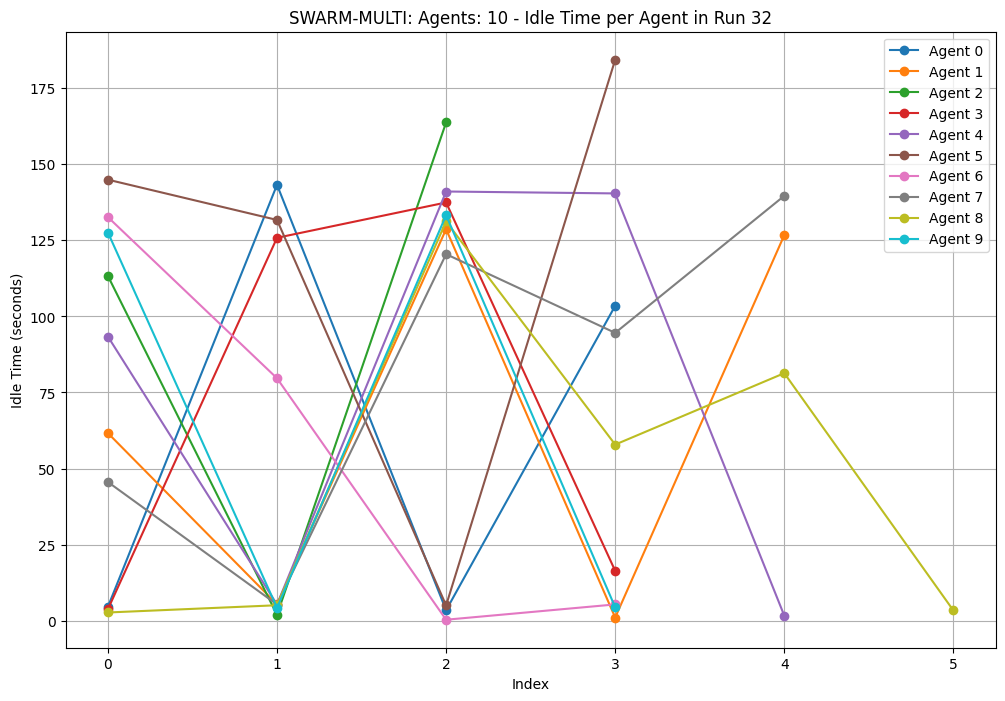 SWARM-MULTI: Agents: 10 - Idle Time per Agent in Run 32
Idle Time (seconds)
175
150
125
100
75
50
25
0
0 1 2 3 4 5
Index
Agent 0
Agent 1
Agent 2
Agent 3
Agent 4
Agent 5
Agent 6
Agent 7
Agent 8
Agent 9